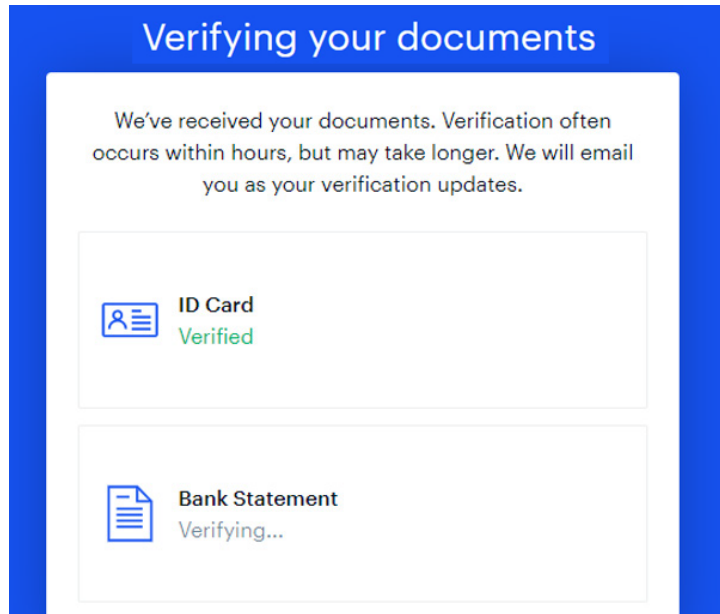 Verifying your documents
We've received your documents. Verification often
occurs within hours, but may take longer. We will email
you as your verification updates.
ID Card
Verified
Bank Statement
Verifying...